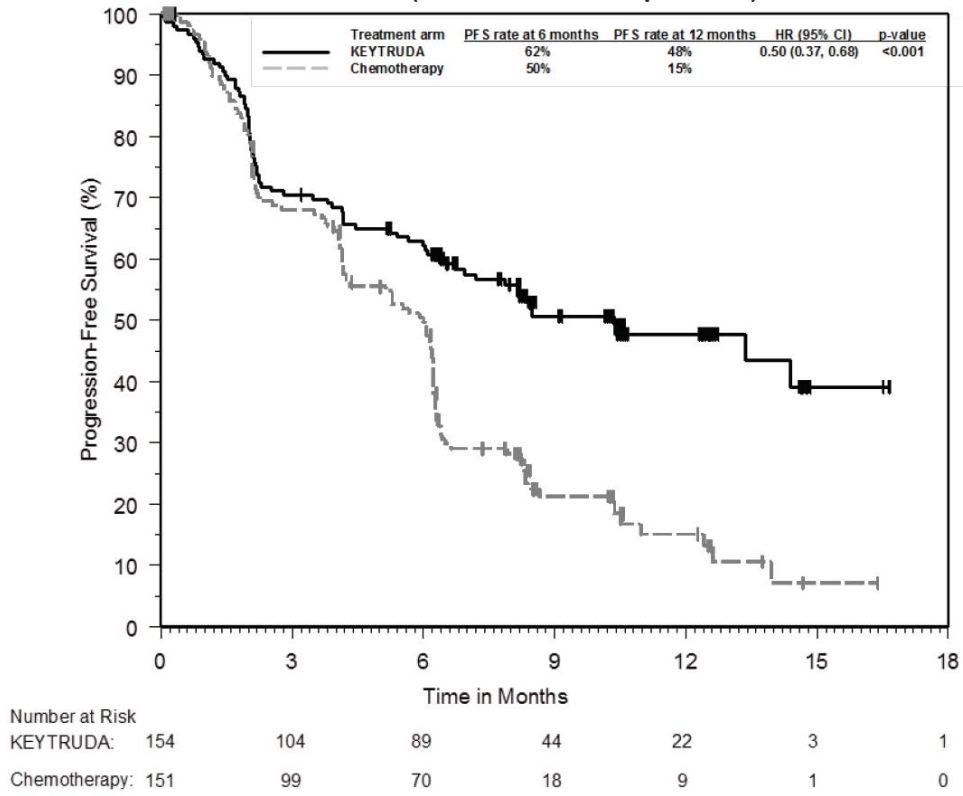 Treatment arm PFS rate at 6 months PFS rate at 12 months HR (95% CI) p-value
KEYTRUDA 62% 48% 0.50 (0.37, 0.68) <0.001
Chemotherapy 50% 15%
Progression-Free Survival (%)
100
90
80
70
60
50
40
30
20
10
0
0 3 6 9 12 15 18
Time in Months
Number at Risk
KEYTRUDA: 154 104 89 44 22 3 1
Chemotherapy: 151 99 70 18 9 1 0